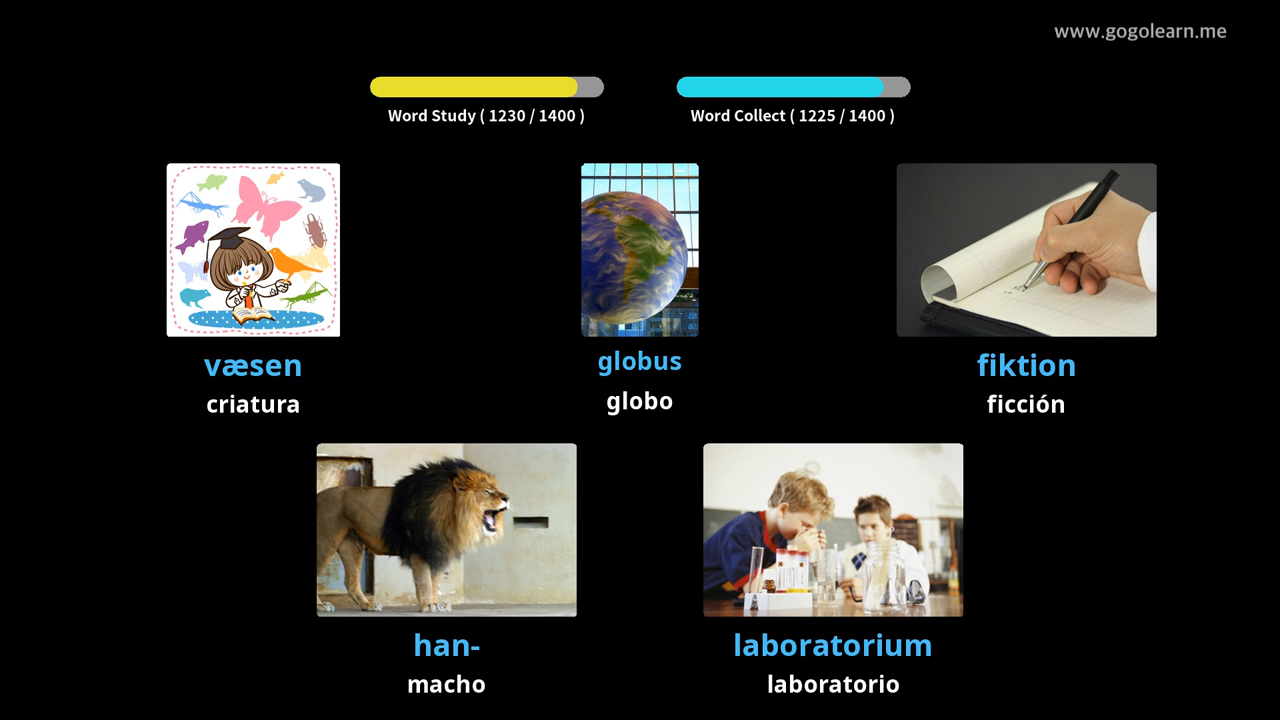 www.gogolearn.me
Word Study ( 1230 / 1400 )
Word Collect ( 1225 / 1400 )
væsen
criatura
globus
globo
fiktion
ficción
han-
macho
laboratorium
laboratorio